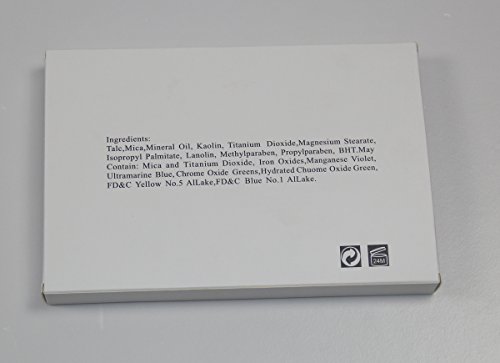 Ingredients:
Talc,Mica,Mineral Oil, Kaolin, Titanium Dioxide,Magnesium Stearate,
Isopropyl Palmitate, Lanolin, Methylparaben, Propylparaben, BHT.May
Contain: Mica and Titanium Dioxide, Iron Oxides,Manganese Violet,
Ultramarine Blue, Chrome Oxide Greens,Hydrated Chuome Oxide Green,
FD&C Yellow No.5 AlLake,FD&C Blue No.1 AlLake.
24M